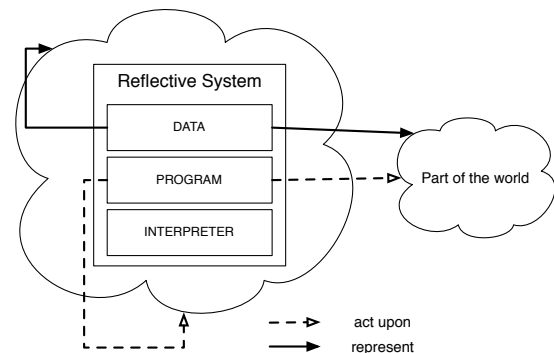 Reflective System
DATA
PROGRAM
INTERPRETER
Part of the world
act upon
represent